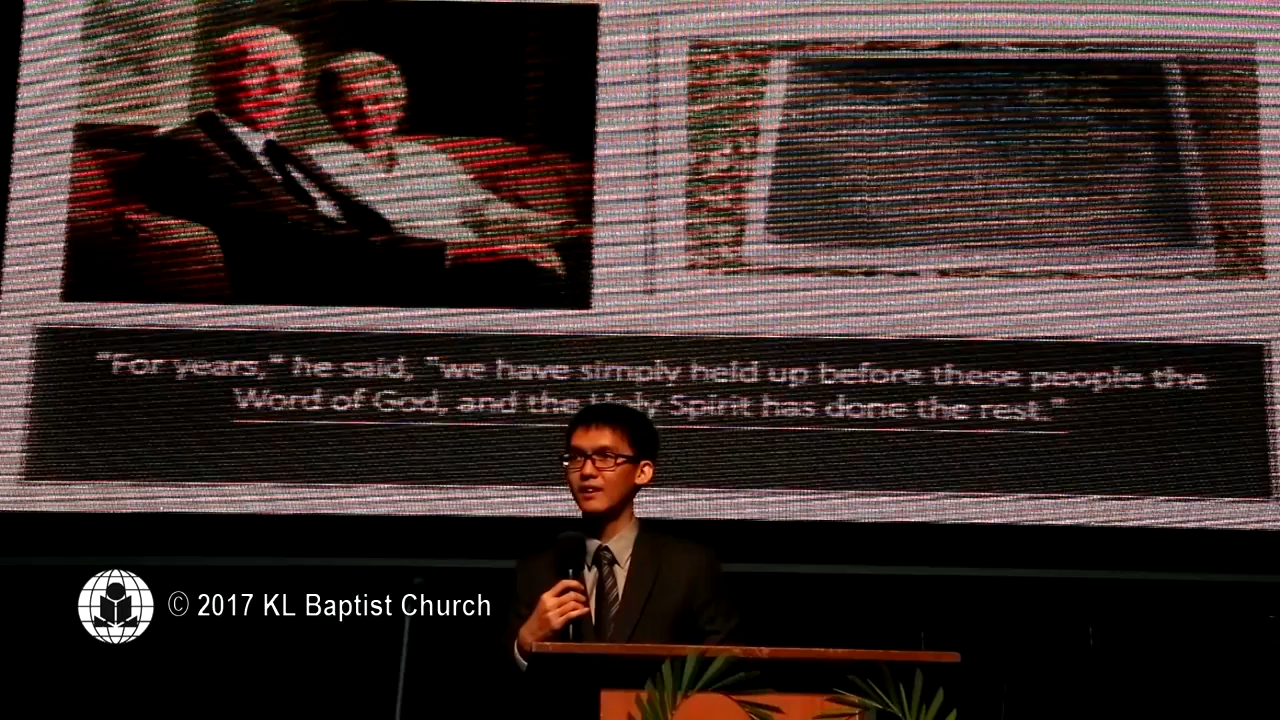 "For years," he said, "we have simply held up before these people the
Word of God, and the Holy Spirit has done the rest."
© 2017 KL Baptist Church